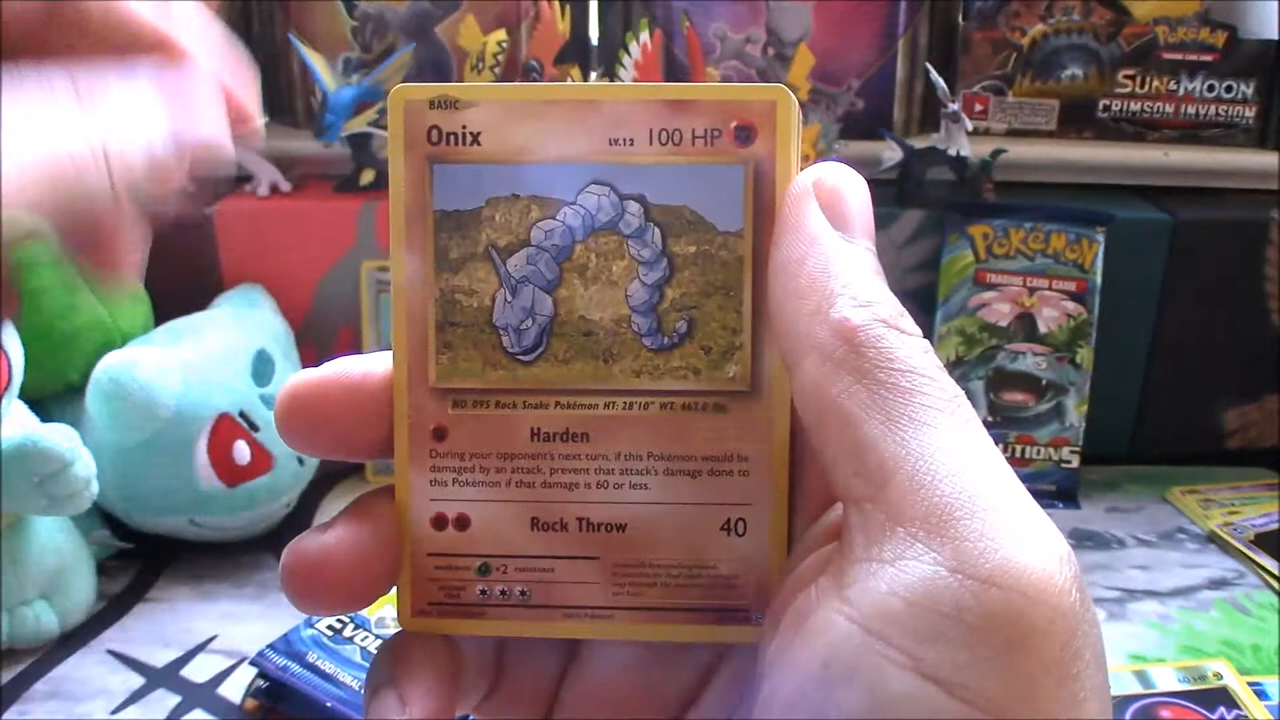 BASIC
Onix LV.12 100 HP
NO. 095 Rock Snake Pokémon HT: 28'10" WT: 463.0 lbs.
Harden
During your opponent's next turn, if this Pokémon would be
damaged by an attack, prevent that attack's damage done to
this Pokémon if that damage is 60 or less.
Rock Throw 40
×2
POKÉMON
TRADING CARD GAME
SUN & MOON
CRIMSON INVASION
POKÉMON
TRADING CARD GAME
UTIONS
EVOL
10 ADDITIONAL
60 HP